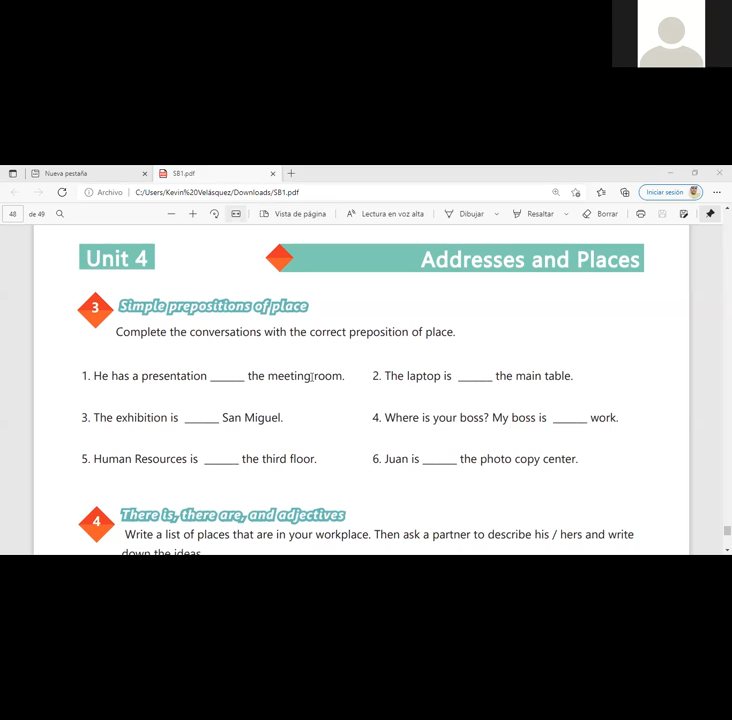 Nueva pestaña
SB1.pdf
Archivo
C:/Users/Kevin%20Velásquez/Downloads/SB1.pdf
Iniciar sesión
48 de 49
Vista de página
Lectura en voz alta
Dibujar
Resaltar
Borrar
Unit 4
Addresses and Places
3
Simple prepositions of place
Complete the conversations with the correct preposition of place.
1. He has a presentation ______ the meeting room.
2. The laptop is ______ the main table.
3. The exhibition is ______ San Miguel.
4. Where is your boss? My boss is ______ work.
5. Human Resources is ______ the third floor.
6. Juan is ______ the photo copy center.
4
There is, there are, and adjectives
Write a list of places that are in your workplace. Then ask a partner to describe his / hers and write
down the ideas.